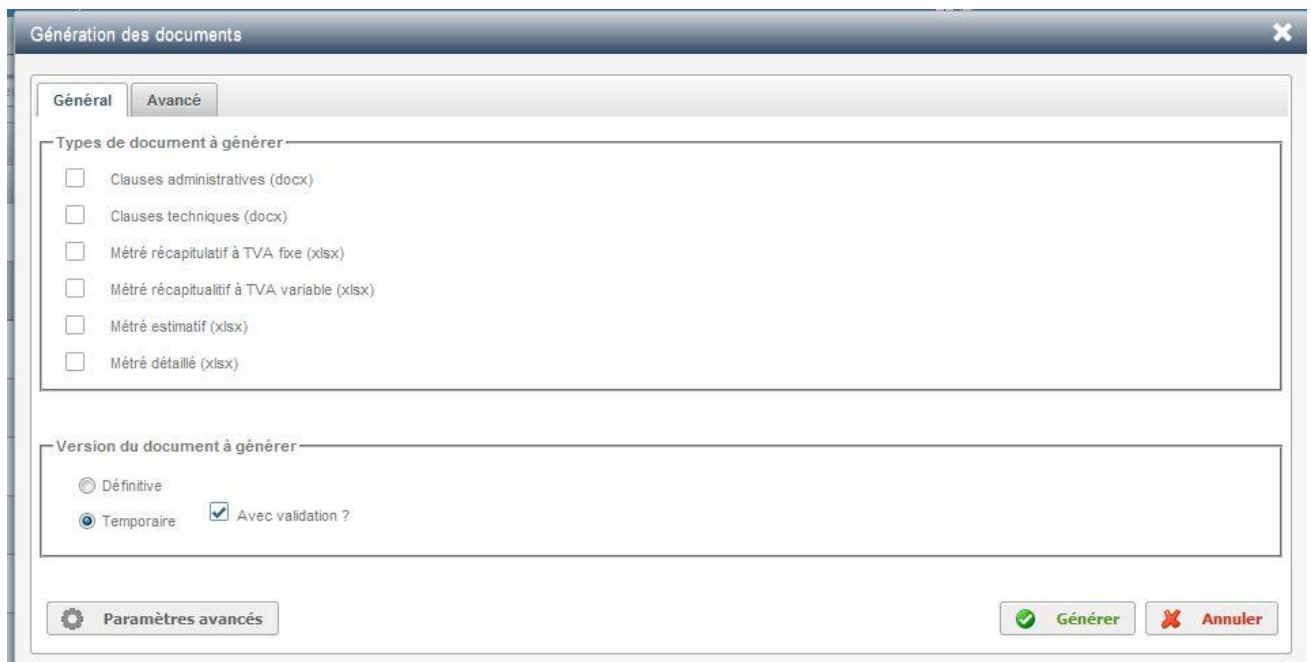 Génération des documents
Général
Avancé
Types de document à générer
Clauses administratives (docx)
Clauses techniques (docx)
Métré récapitulatif à TVA fixe (xlsx)
Métré récapitualitif à TVA variable (xlsx)
Métré estimatif (xlsx)
Métré détaillé (xlsx)
Version du document à générer
Définitive
Temporaire Avec validation ?
Paramètres avancés Générer Annuler